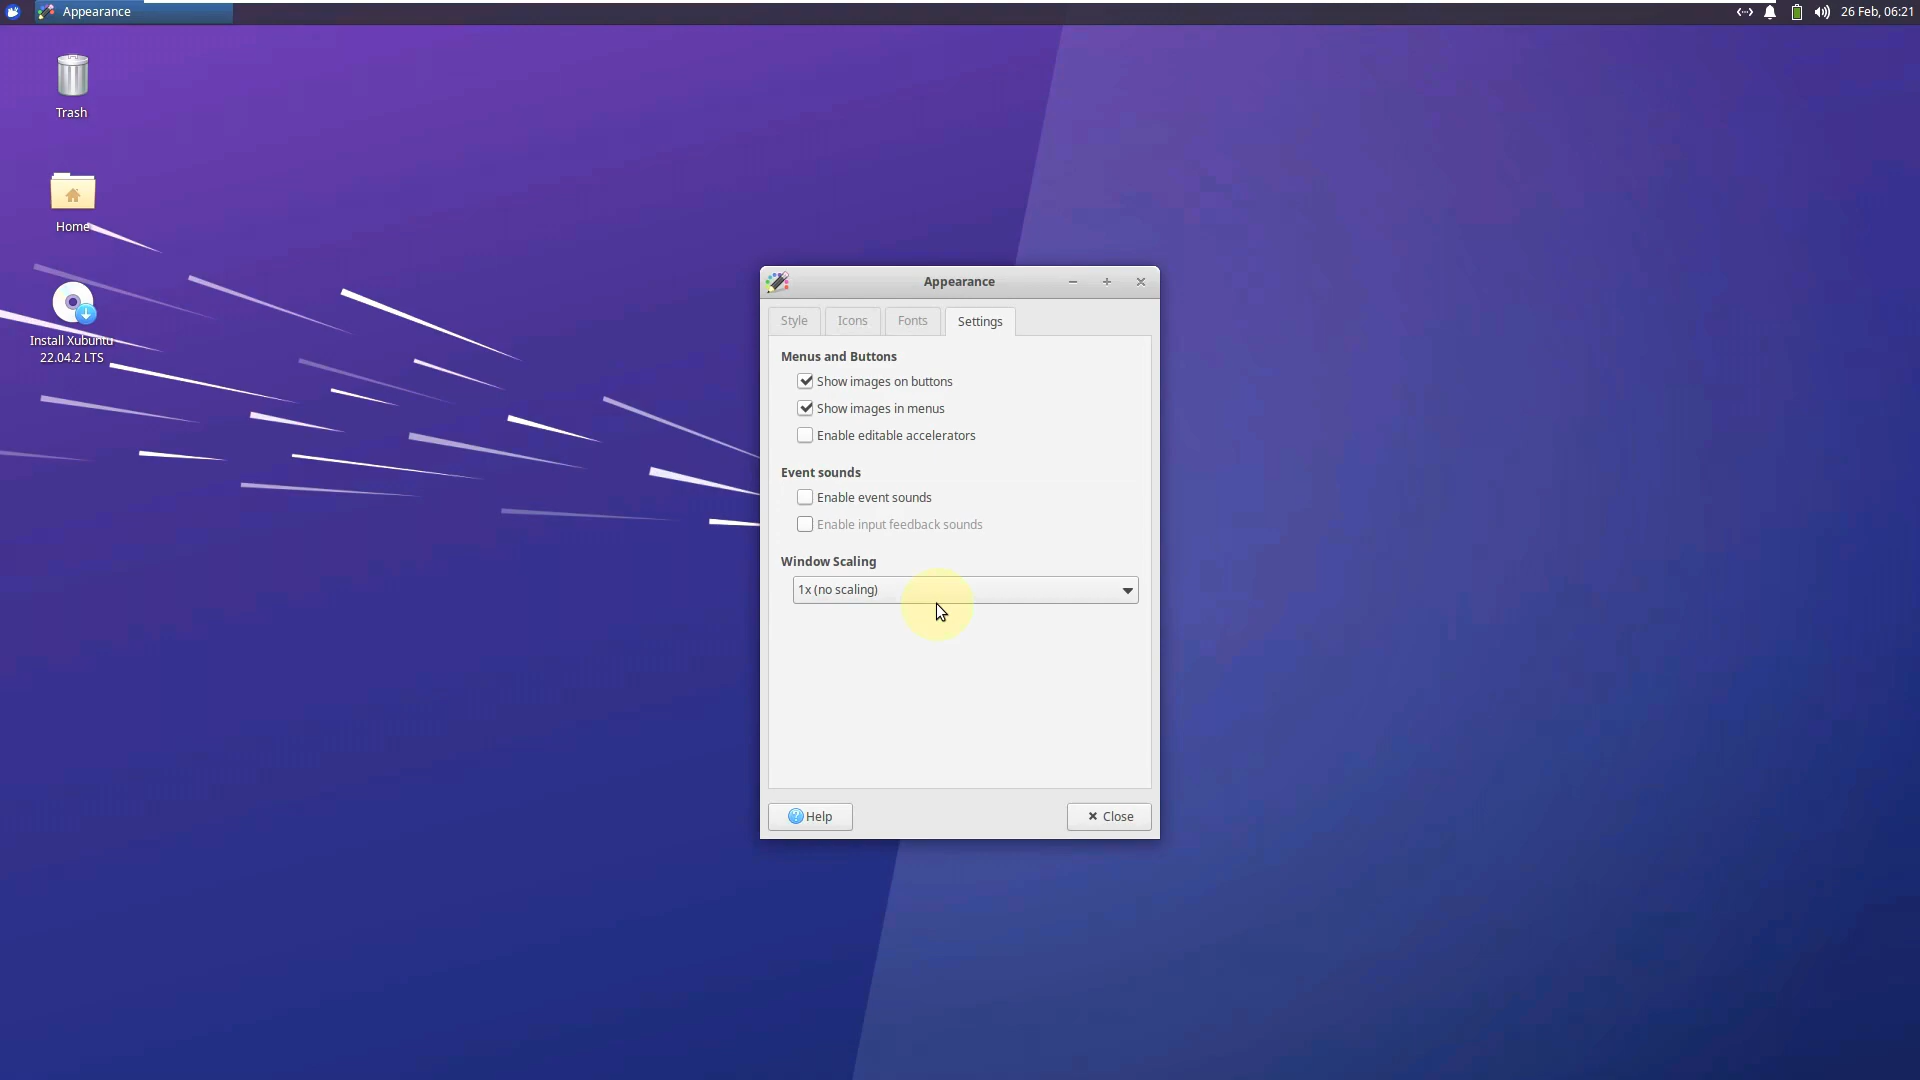 Appearance
26 Feb, 06:21
Trash
Home
Install Xubuntu
22.04.2 LTS
Appearance
Style
Icons
Fonts
Settings
Menus and Buttons
Show images on buttons
Show images in menus
Enable editable accelerators
Event sounds
Enable event sounds
Enable input feedback sounds
Window Scaling
1x (no scaling)
Help
Close